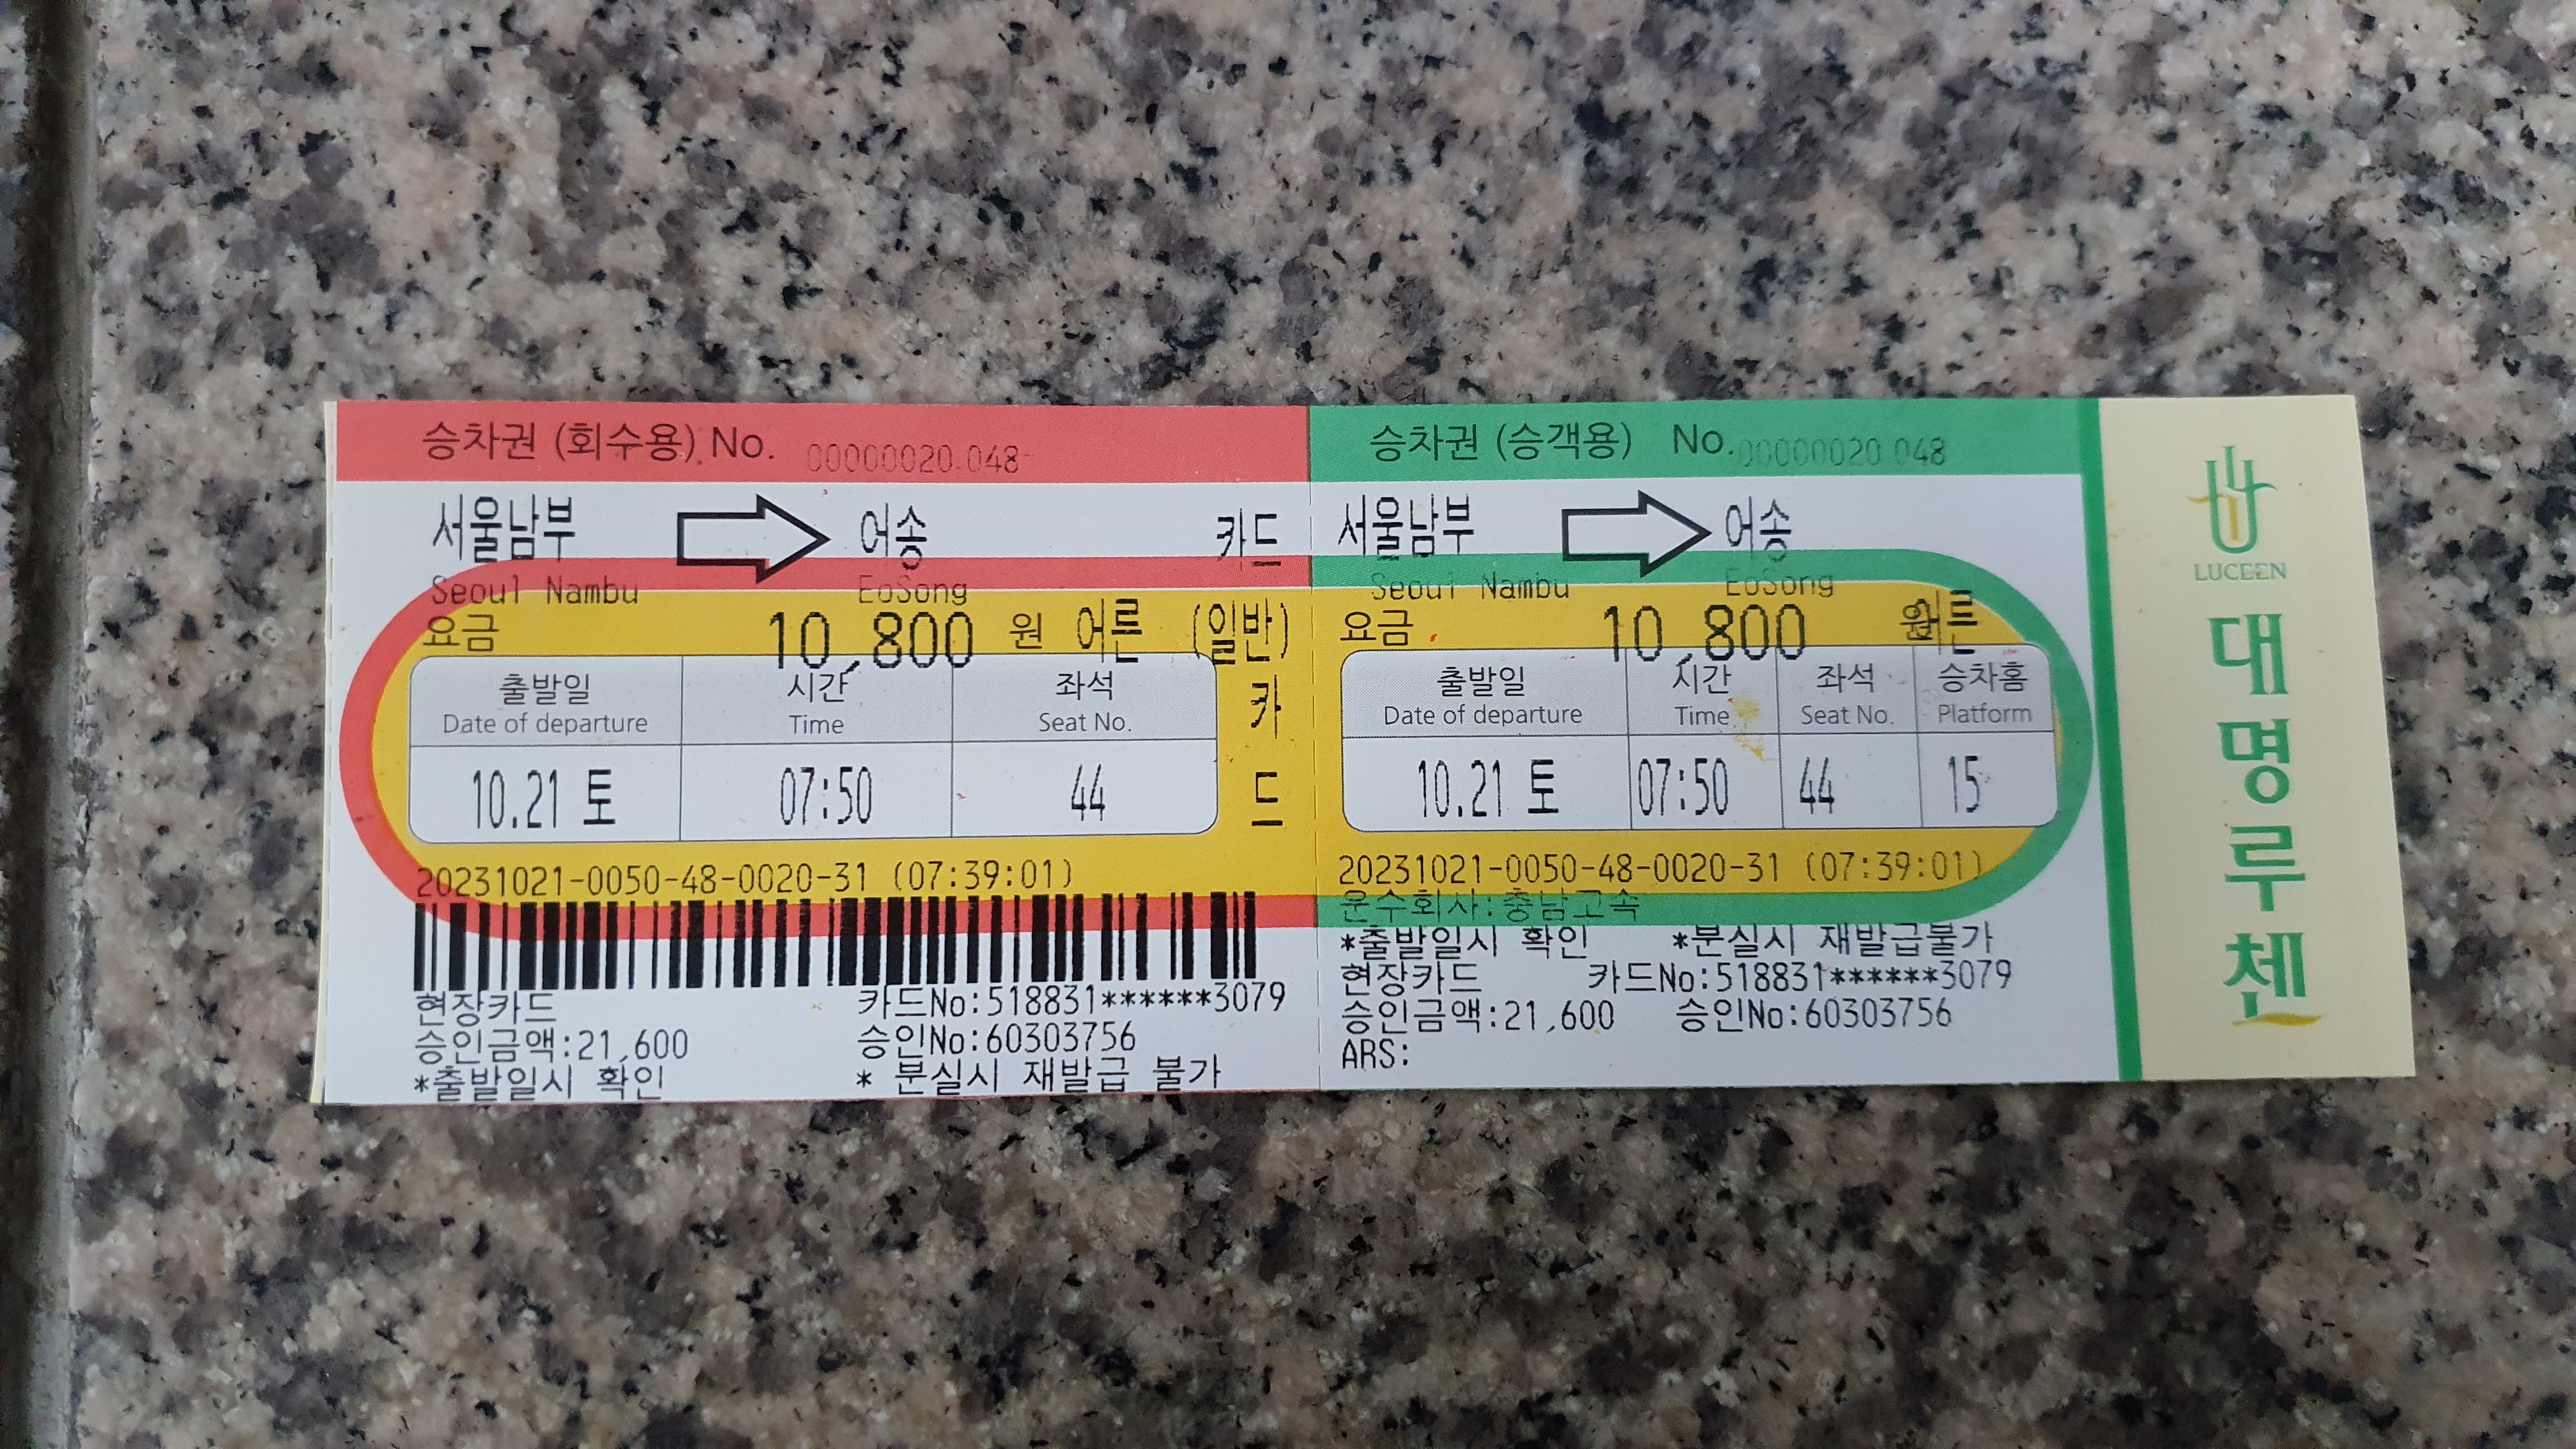 승차권 (회수용) No. 00000020 048
서울남부 어송 카드
Seoul Nambu EoSong
요금 10,800 원 어른 (일반)
카드
출발일 시간 좌석
Date of departure Time Seat No.
10.21 토 07:50 44
20231021-0050-48-0020-31 (07:39:01)
현장카드 카드No:518831******3079
승인금액:21,600 승인No:60303756
*출발일시 확인 * 분실시 재발급 불가
승차권 (승객용) No. 00000020 048
서울남부 어송
Seoul Nambu EoSong
요금 10,800 원 어른
출발일 시간 좌석 승차홈
Date of departure Time Seat No. Platform
10.21 토 07:50 44 15
20231021-0050-48-0020-31 (07:39:01)
운수회사:충남고속
*출발일시 확인 *분실시 재발급불가
현장카드 카드No:518831******3079
승인금액:21,600 승인No:60303756
ARS:
LUCEEN
대명루첸